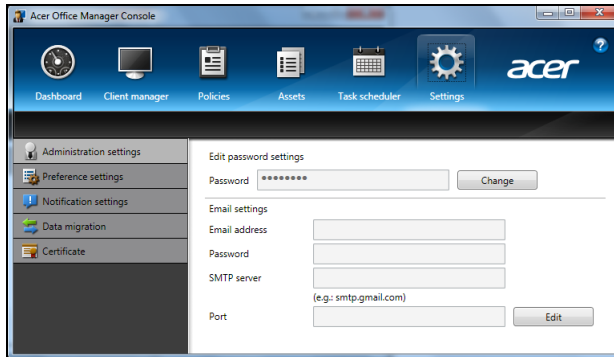 Acer Office Manager Console
?
acer
Dashboard Client manager Policies Assets Task scheduler Settings
Administration settings
Preference settings
Notification settings
Data migration
Certificate
Edit password settings
Password ******** Change
Email settings
Email address
Password
SMTP server
(e.g.: smtp.gmail.com)
Port Edit